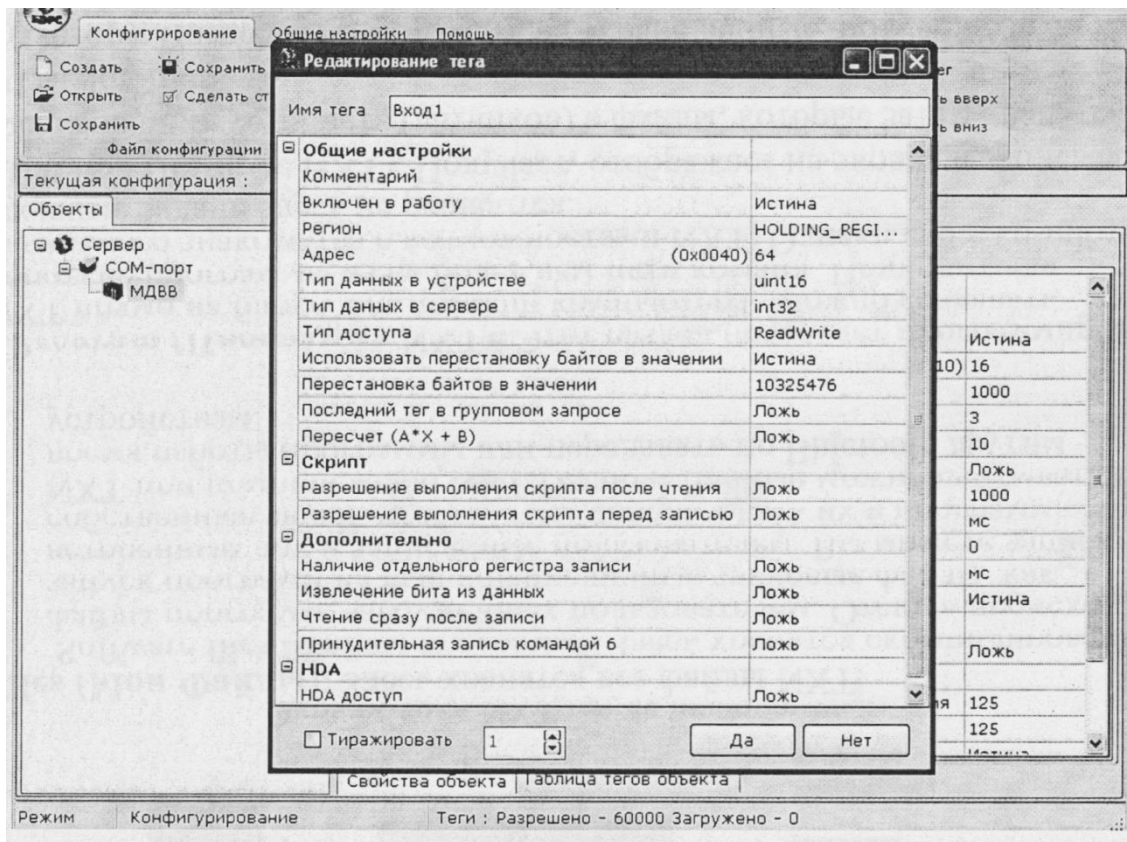 Конфигурирование Общие настройки Помощь
Создать Сохранить
Открыть Сделать ст
Сохранить
Файл конфигурации
Текущая конфигурация :
Объекты
Сервер
COM-порт
МДВВ
Редактирование тега
Имя тега Вход1
Общие настройки
Комментарий
Включен в работу Истина
Регион HOLDING_REGI...
Адрес (0x0040) 64
Тип данных в устройстве uint16
Тип данных в сервере int32
Тип доступа ReadWrite
Использовать перестановку байтов в значении Истина
Перестановка байтов в значении 10325476
Последний тег в групповом запросе Ложь
Пересчет (A*X + B) Ложь
Скрипт
Разрешение выполнения скрипта после чтения Ложь
Разрешение выполнения скрипта перед записью Ложь
Дополнительно
Наличие отдельного регистра записи Ложь
Извлечение бита из данных Ложь
Чтение сразу после записи Ложь
Принудительная запись командой 6 Ложь
HDA
HDA доступ Ложь
Тиражировать 1 Да Нет
ег
ь вверх
ь вниз
Истина
10) 16
1000
3
10
Ложь
1000
мс
0
мс
Истина
Ложь
ия 125
125
Свойства объекта Таблица тегов объекта
Режим Конфигурирование Теги : Разрешено - 60000 Загружено - 0